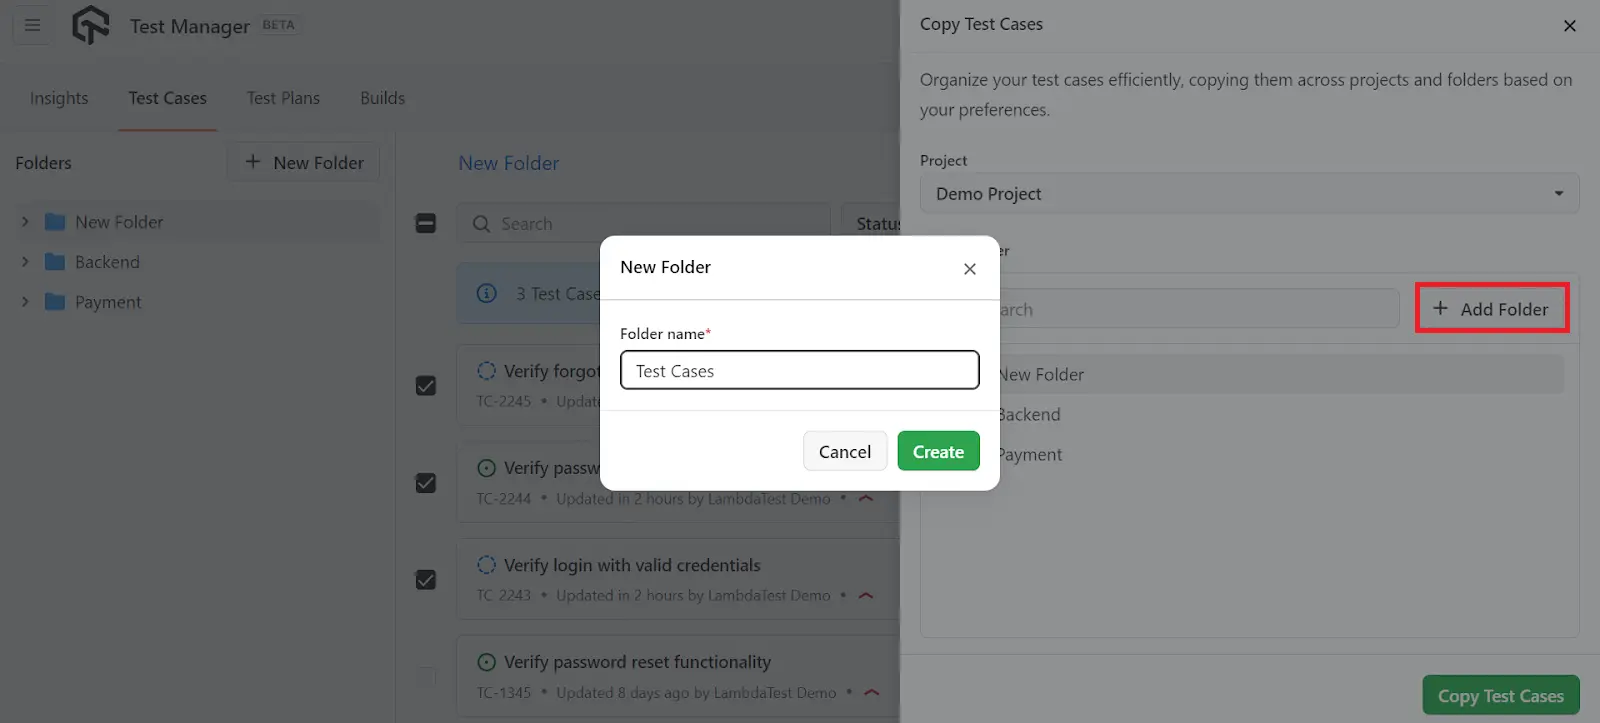 Test Manager BETA
Insights Test Cases Test Plans Builds
Folders
+ New Folder
New Folder
Backend
Payment
New Folder
Search
Status
3 Test Case
Verify forgot
TC-2245 • Updat
Verify passw
TC-2244 • Updated in 2 hours by LambdaTest Demo •
Verify login with valid credentials
TC-2243 • Updated in 2 hours by LambdaTest Demo •
Verify password reset functionality
TC-1345 • Updated 8 days ago by LambdaTest Demo •
New Folder
Folder name*
Test Cases
Cancel
Create
Copy Test Cases
Organize your test cases efficiently, copying them across projects and folders based on
your preferences.
Project
Demo Project
er
arch
+ Add Folder
New Folder
Backend
Payment
Copy Test Cases